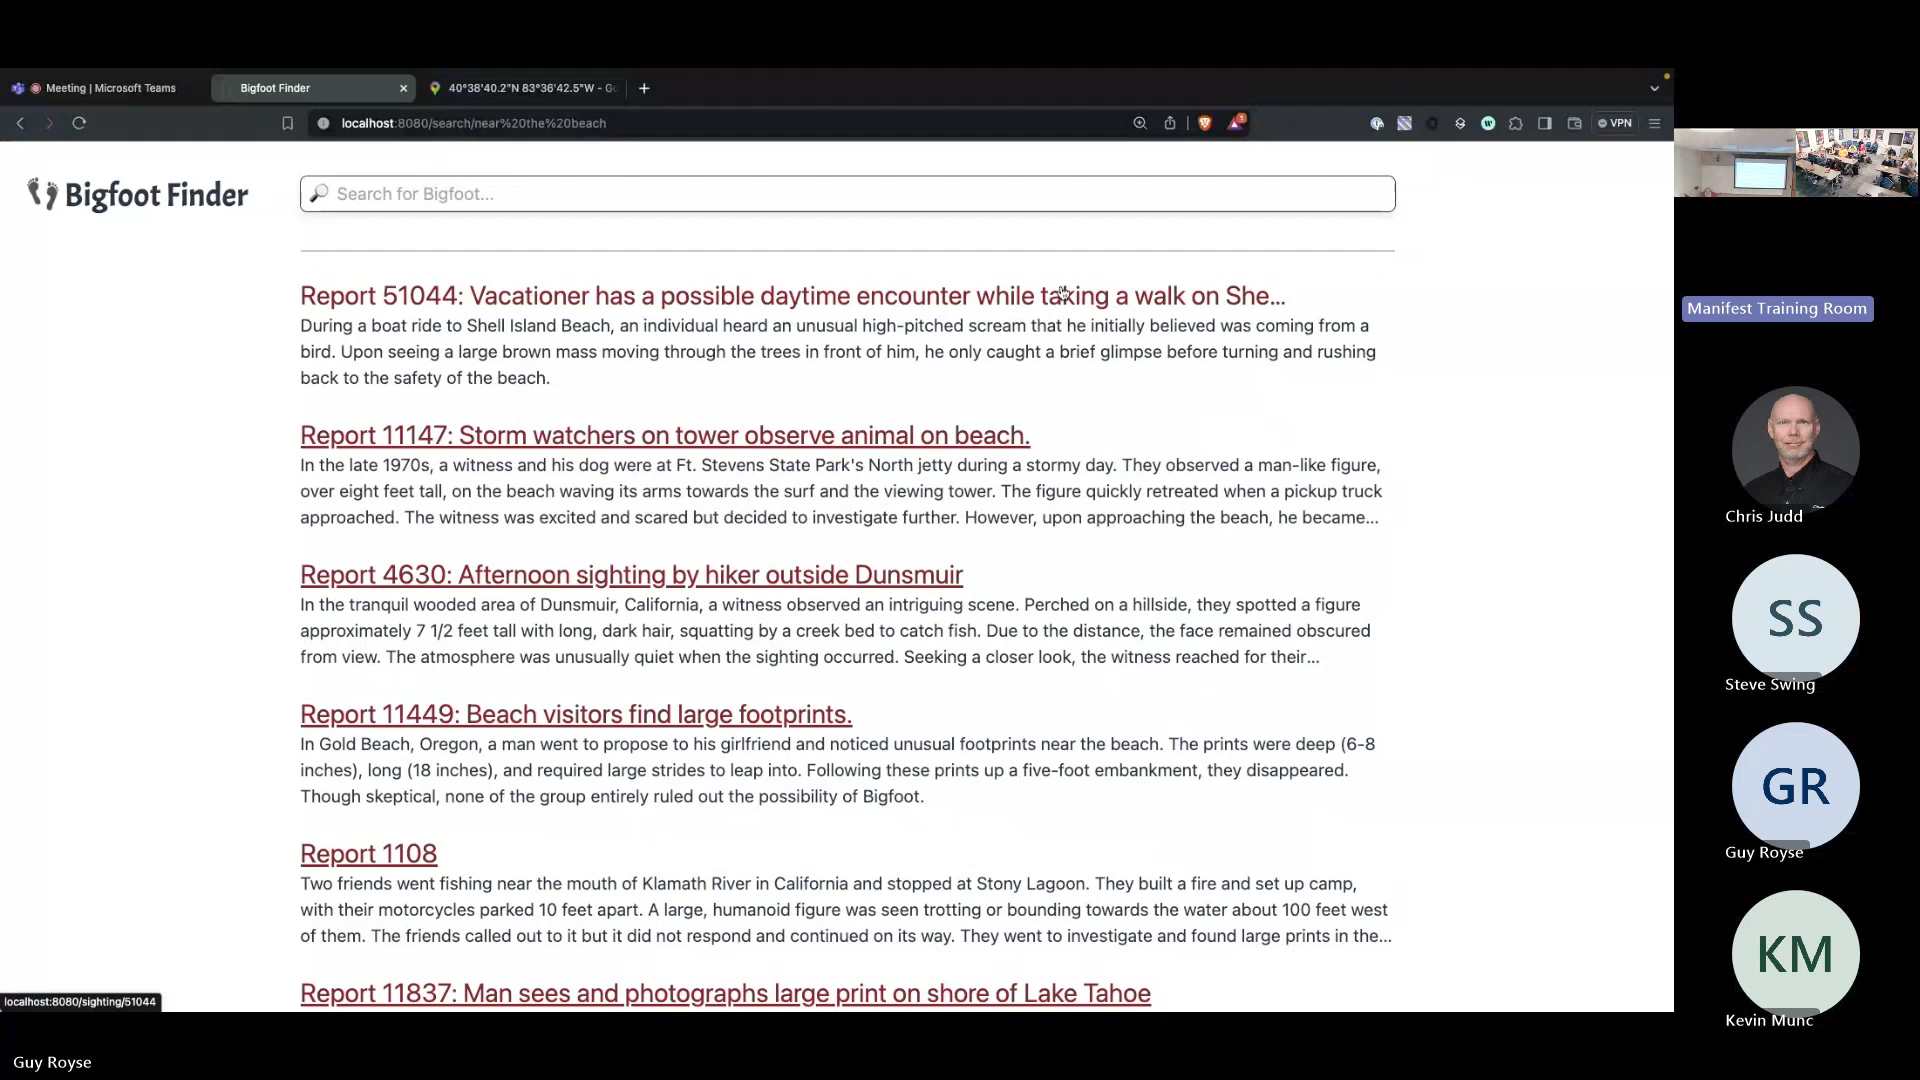 Meeting | Microsoft Teams
Bigfoot Finder
40°38'40.2"N 83°36'42.5"W - Go
localhost:8080/search/near%20the%20beach
1
VPN
Bigfoot Finder
Search for Bigfoot...
Report 51044: Vacationer has a possible daytime encounter while taking a walk on She...
During a boat ride to Shell Island Beach, an individual heard an unusual high-pitched scream that he initially believed was coming from a
bird. Upon seeing a large brown mass moving through the trees in front of him, he only caught a brief glimpse before turning and rushing
back to the safety of the beach.
Report 11147: Storm watchers on tower observe animal on beach.
In the late 1970s, a witness and his dog were at Ft. Stevens State Park's North jetty during a stormy day. They observed a man-like figure,
over eight feet tall, on the beach waving its arms towards the surf and the viewing tower. The figure quickly retreated when a pickup truck
approached. The witness was excited and scared but decided to investigate further. However, upon approaching the beach, he became...
Report 4630: Afternoon sighting by hiker outside Dunsmuir
In the tranquil wooded area of Dunsmuir, California, a witness observed an intriguing scene. Perched on a hillside, they spotted a figure
approximately 7 1/2 feet tall with long, dark hair, squatting by a creek bed to catch fish. Due to the distance, the face remained obscured
from view. The atmosphere was unusually quiet when the sighting occurred. Seeking a closer look, the witness reached for their...
Report 11449: Beach visitors find large footprints.
In Gold Beach, Oregon, a man went to propose to his girlfriend and noticed unusual footprints near the beach. The prints were deep (6-8
inches), long (18 inches), and required large strides to leap into. Following these prints up a five-foot embankment, they disappeared.
Though skeptical, none of the group entirely ruled out the possibility of Bigfoot.
Report 1108
Two friends went fishing near the mouth of Klamath River in California and stopped at Stony Lagoon. They built a fire and set up camp,
with their motorcycles parked 10 feet apart. A large, humanoid figure was seen trotting or bounding towards the water about 100 feet west
of them. The friends called out to it but it did not respond and continued on its way. They went to investigate and found large prints in the...
Report 11837: Man sees and photographs large print on shore of Lake Tahoe
localhost:8080/sighting/51044
Guy Royse
Manifest Training Room
Chris Judd
SS
Steve Swing
GR
Guy Royse
KM
Kevin Munc